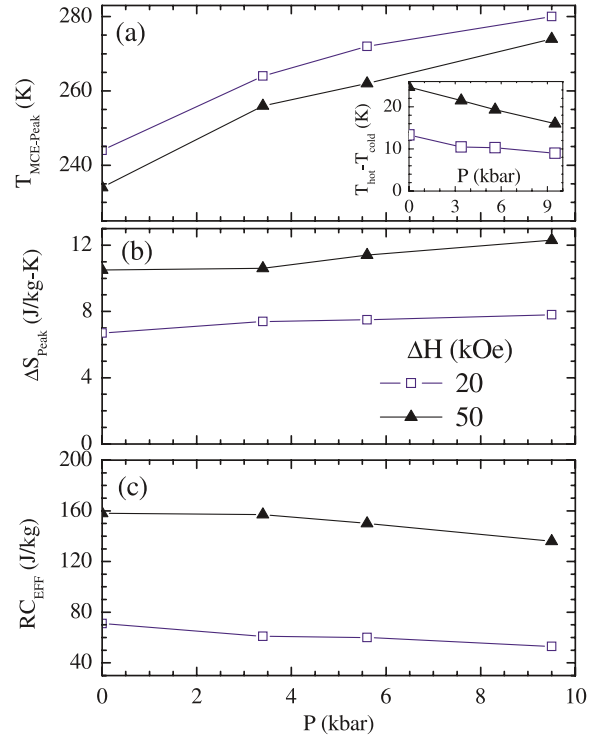 (a)
280
260
240
T_MCE-Peak (K)
T_hot-T_cold (K)
20
10
0
0 3 6 9
P (kbar)
(b)
12
8
4
0
ΔS_Peak (J/kg-K)
ΔH (kOe)
20
50
(c)
200
160
120
80
40
RC_EFF (J/kg)
0 2 4 6 8 10
P (kbar)